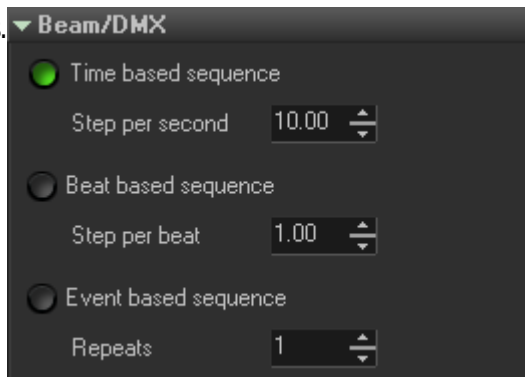 Beam/DMX
Time based sequence
Step per second 10.00
Beat based sequence
Step per beat 1.00
Event based sequence
Repeats 1